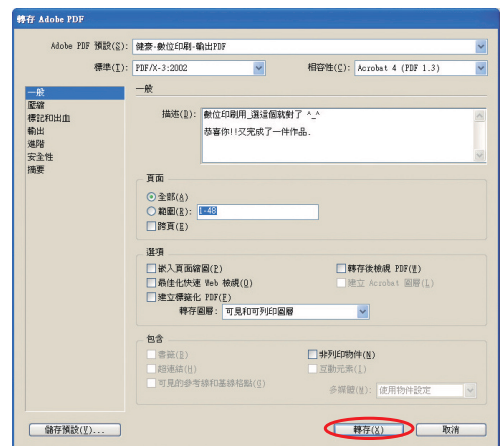 轉存 Adobe PDF
Adobe PDF 預設(S): 健豪-數位印刷-輸出PDF
標準(T): PDF/X-3:2002 相容性(C): Acrobat 4 (PDF 1.3)
一般
壓縮
標記和出血
輸出
進階
安全性
摘要
一般
描述(D): 數位印刷用_選這個就對了 ^_^
恭喜你!!又完成了一件作品.
頁面
全部(A)
範圍(R): 1-48
跨頁(E)
選項
嵌入頁面縮圖(P) 轉存後檢視 PDF(W)
最佳化快速 Web 檢視(O) 建立 Acrobat 圖層(L)
建立標籤化 PDF(F)
轉存圖層: 可見和可列印圖層
包含
書籤(B) 非列印物件(N)
超連結(H) 互動元素(I)
可見的參考線和基線格點(G) 多媒體(M): 使用物件設定
儲存預設(V)... 轉存(X) 取消